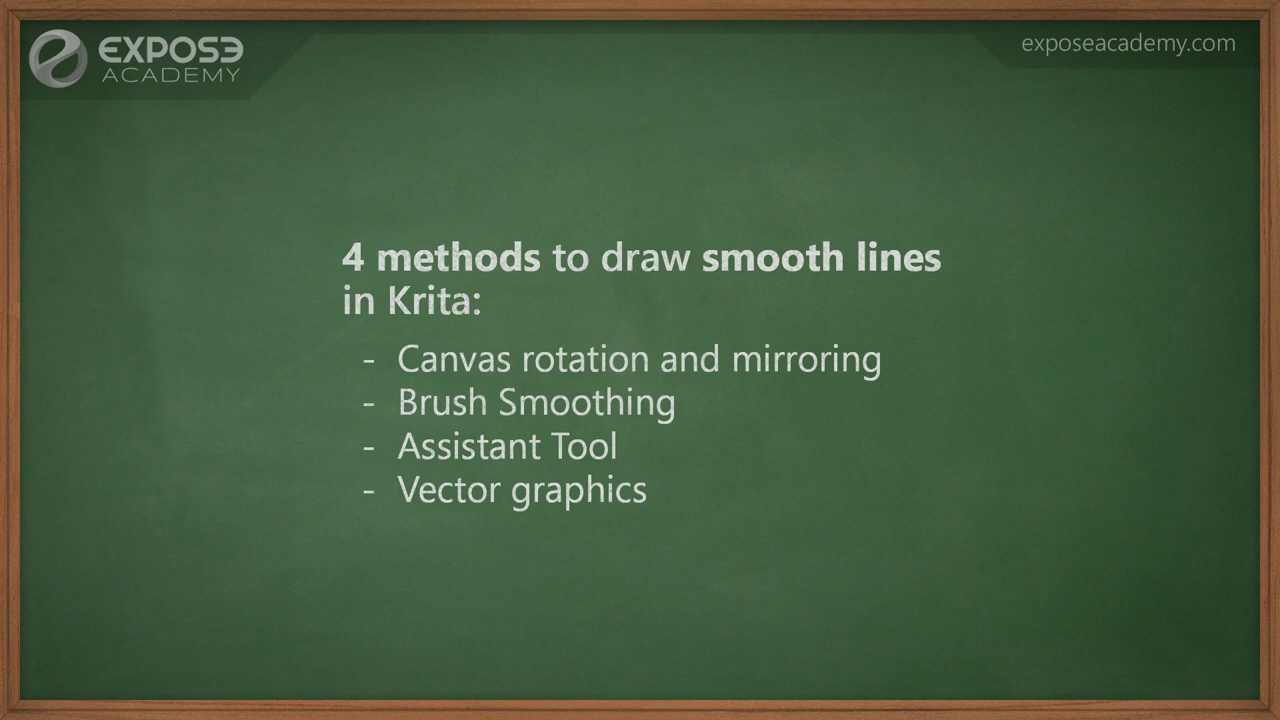 EXPOSE
ACADEMY
exposeacademy.com
4 methods to draw smooth lines
in Krita:
- Canvas rotation and mirroring
- Brush Smoothing
- Assistant Tool
- Vector graphics